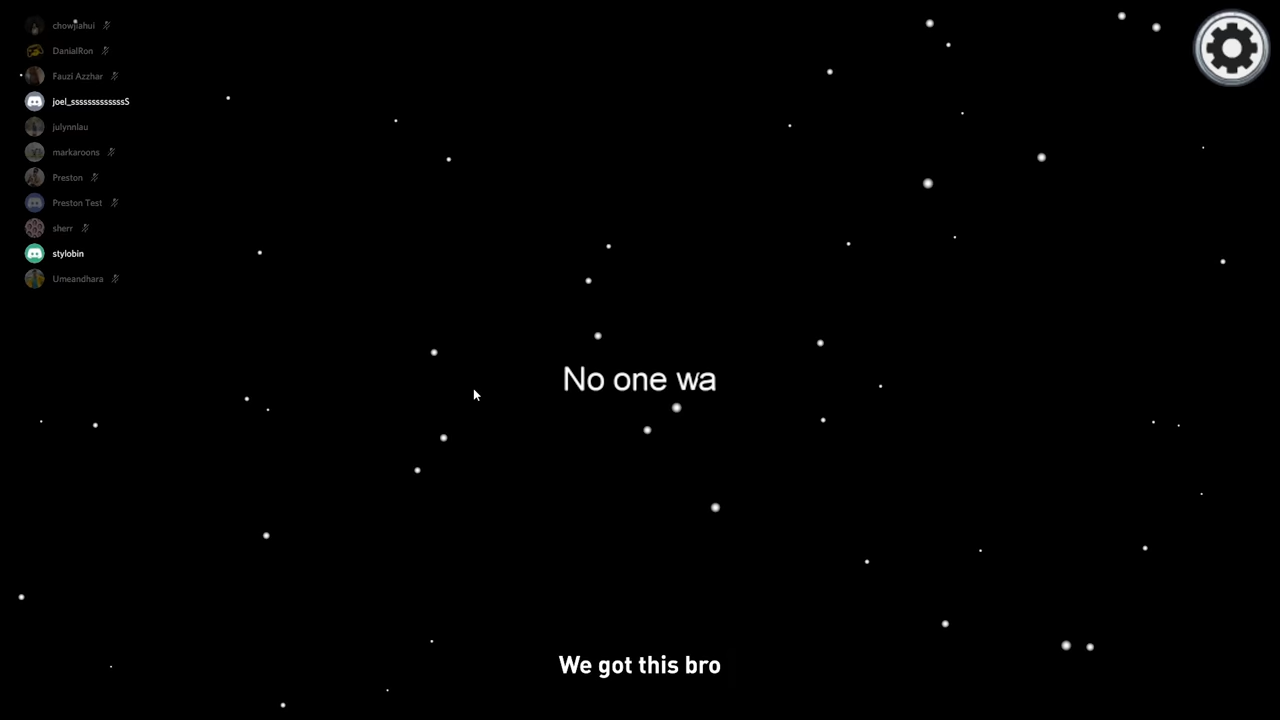 chowjiahui
DanialRon
Fauzi Azzhar
joel_sssssssssssssS
julynnlau
markaroons
Preston
Preston Test
sherr
stylobin
Umeandhara
No one wa
We got this bro